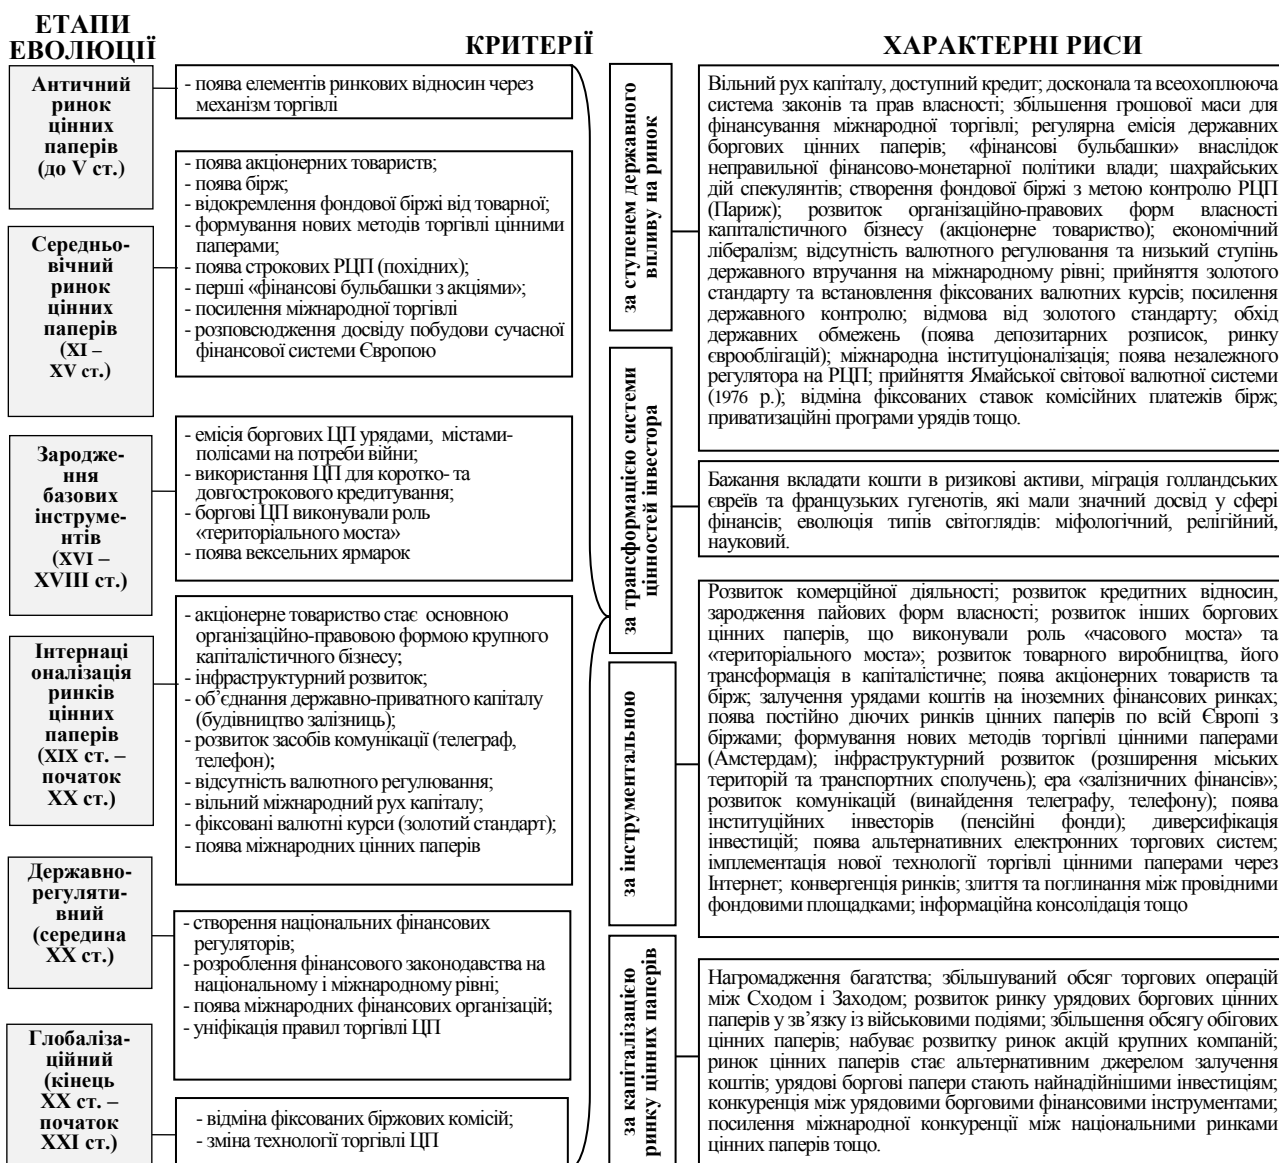 ЕТАПИ
ЕВОЛЮЦІЇ
КРИТЕРІЇ
ХАРАКТЕРНІ РИСИ
Античний
ринок
цінних
паперів
(до V ст.)
Середньо-
вічний
ринок
цінних
паперів
(XI –
XV ст.)
Зародже-
ння
базових
інструме-
нтів
(XVI –
XVIII ст.)
Інтернаці
оналізація
ринків
цінних
паперів
(XIX ст. –
початок
XX ст.)
Державно-
регуляти-
вний
(середина
XX ст.)
Глобаліза-
ційний
(кінець
XX ст. –
початок
XXI ст.)
- поява елементів ринкових відносин через
механізм торгівлі
- поява акціонерних товариств;
- поява бірж;
- відокремлення фондової біржі від товарної;
- формування нових методів торгівлі цінними
паперами;
- поява строкових РЦП (похідних);
- перші «фінансові бульбашки з акціями»;
- посилення міжнародної торгівлі
- розповсюдження досвіду побудови сучасної
фінансової системи Європою
- емісія боргових ЦП урядами, містами-
полісами на потреби війни;
- використання ЦП для коротко- та
довгострокового кредитування;
- боргові ЦП виконували роль
«територіального моста»
- поява вексельних ярмарок
- акціонерне товариство стає основною
організаційно-правовою формою крупного
капіталістичного бізнесу;
- інфраструктурний розвиток;
- об’єднання державно-приватного капіталу
(будівництво залізниць);
- розвиток засобів комунікації (телеграф,
телефон);
- відсутність валютного регулювання;
- вільний міжнародний рух капіталу;
- фіксовані валютні курси (золотий стандарт);
- поява міжнародних цінних паперів
- створення національних фінансових
регуляторів;
- розроблення фінансового законодавства на
національному і міжнародному рівні;
- поява міжнародних фінансових організацій;
- уніфікація правил торгівлі ЦП
- відміна фіксованих біржових комісій;
- зміна технології торгівлі ЦП
за ступенем державного
впливу на ринок
за трансформацією системи
цінностей інвестора
за інструментальною
за капіталізацією
ринку цінних паперів
Вільний рух капіталу, доступний кредит; досконала та всеохоплююча
система законів та прав власності; збільшення грошової маси для
фінансування міжнародної торгівлі; регулярна емісія державних
боргових цінних паперів; «фінансові бульбашки» внаслідок
неправильної фінансово-монетарної політики влади; шахрайських
дій спекулянтів; створення фондової біржі з метою контролю РЦП
(Париж); розвиток організаційно-правових форм власності
капіталістичного бізнесу (акціонерне товариство); економічний
лібералізм; відсутність валютного регулювання та низький ступінь
державного втручання на міжнародному рівні; прийняття золотого
стандарту та встановлення фіксованих валютних курсів; посилення
державного контролю; відмова від золотого стандарту; обхід
державних обмежень (поява депозитарних розписок, ринку
єврооблігацій); міжнародна інституціоналізація; поява незалежного
регулятора на РЦП; прийняття Ямайської світової валютної системи
(1976 р.); відміна фіксованих ставок комісійних платежів бірж;
приватизаційні програми урядів тощо.
Бажання вкладати кошти в ризикові активи, міграція голландських
євреїв та французьких гугенотів, які мали значний досвід у сфері
фінансів; еволюція типів світоглядів: міфологічний, релігійний,
науковий.
Розвиток комерційної діяльності; розвиток кредитних відносин,
зародження пайових форм власності; розвиток інших боргових
цінних паперів, що виконували роль «часового моста» та
«територіального моста»; розвиток товарного виробництва, його
трансформація в капіталістичне; поява акціонерних товариств та
бірж; залучення урядами коштів на іноземних фінансових ринках;
поява постійно діючих ринків цінних паперів по всій Європі з
біржами; формування нових методів торгівлі цінними паперами
(Амстердам); інфраструктурний розвиток (розширення міських
територій та транспортних сполучень); ера «залізничних фінансів»;
розвиток комунікацій (винайдення телеграфу, телефону); поява
інституційних інвесторів (пенсійні фонди); диверсифікація
інвестицій; поява альтернативних електронних торгових систем;
імплементація нової технології торгівлі цінними паперами через
Інтернет; конвергенція ринків; злиття та поглинання між провідними
фондовими площадками; інформаційна консолідація тощо
Нагромадження багатства; збільшуваний обсяг торгових операцій
між Сходом і Заходом; розвиток ринку урядових боргових цінних
паперів у зв’язку із військовими подіями; збільшення обсягу обігових
цінних паперів; набуває розвитку ринок акцій крупних компаній;
ринок цінних паперів стає альтернативним джерелом залучення
коштів; урядові боргові папери стають найнадійнішими інвестиціям;
конкуренція між урядовими борговими фінансовими інструментами;
посилення міжнародної конкуренції між національними ринками
цінних паперів тощо.